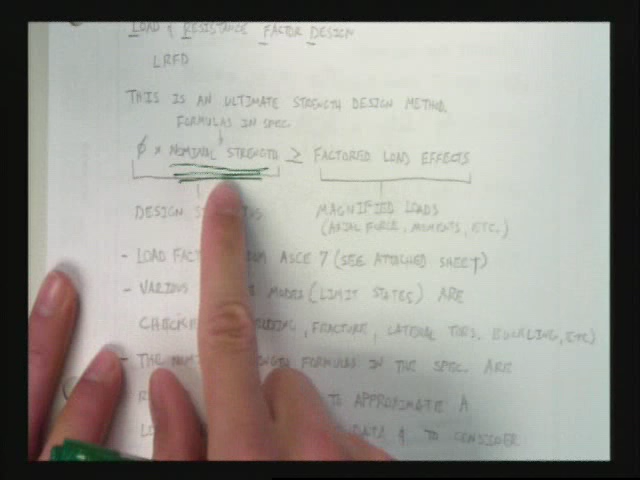 LOAD & RESISTANCE FACTOR DESIGN
LRFD
THIS IS AN ULTIMATE STRENGTH DESIGN METHOD
FORMULAS IN SPEC.
φ × NOMINAL STRENGTH ≥ FACTORED LOAD EFFECTS
DESIGN MAGNIFIED LOADS
(AXIAL FORCE, MOMENTS, ETC.)
- LOAD ASCE 7 (SEE ATTACHED SHEET)
- VARIOUS MODES (LIMIT STATES) ARE
, FRACTURE, LATERAL TORS. BUCKLING, ETC)
- THE FORMULAS IN THE SPEC. ARE
TO APPROXIMATE A
DATA & TO CONSIDER